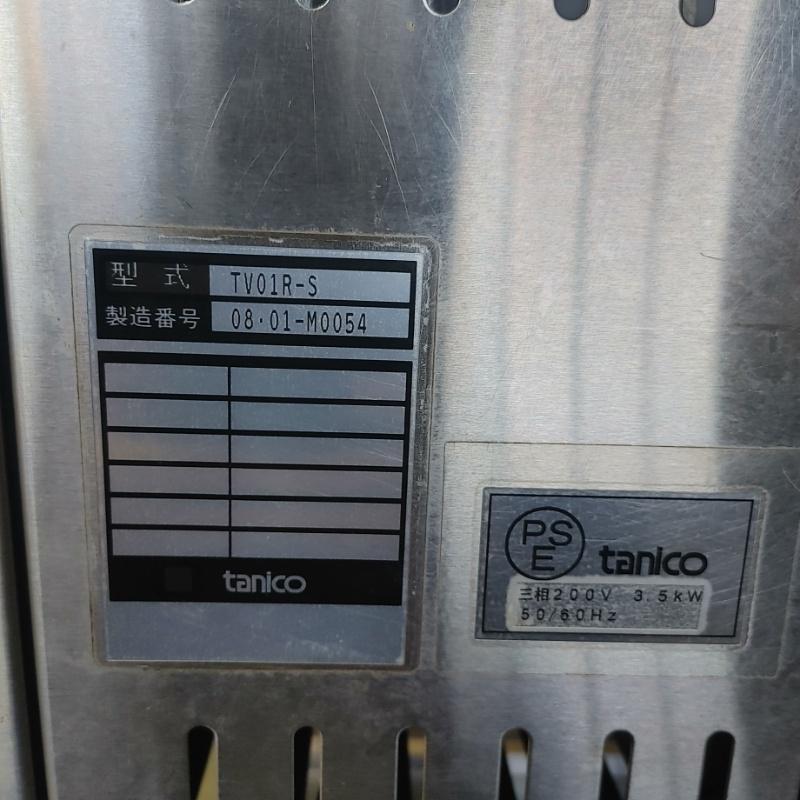 型式 TV01R-S
製造番号 08·01-M0054
tanico
PSE tanico
三相200V 3.5kW
50/60Hz